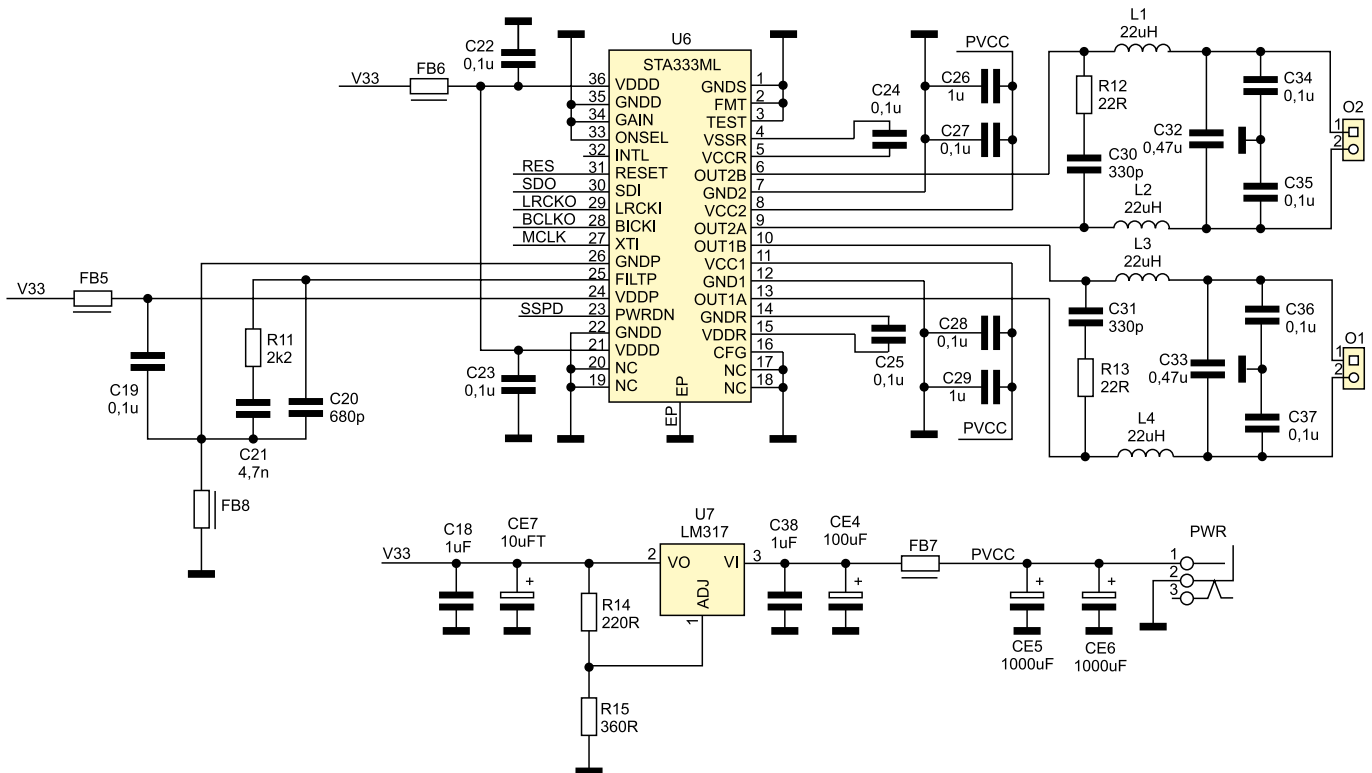 V33
FB6
C22
0,1u
U6
STA333ML
36
35
34
33
32
31
30
29
28
27
26
25
24
23
22
21
20
19
VDDD
GNDD
GAIN
ONSEL
INTL
RESET
SDI
LRCKI
BICKI
XTI
GNDP
FILTP
VDDP
PWRDN
GNDD
VDDD
NC
NC
EP
EP
GNDS
FMT
TEST
VSSR
VCCR
OUT2B
GND2
VCC2
OUT2A
OUT1B
VCC1
GND1
OUT1A
GNDR
VDDR
CFG
NC
NC
1
2
3
4
5
6
7
8
9
10
11
12
13
14
15
16
17
18
RES
SDO
LRCKO
BCLKO
MCLK
SSPD
V33
FB5
C19
0,1u
R11
2k2
C21
4,7n
C20
680p
FB8
C23
0,1u
C24
0,1u
C25
0,1u
PVCC
C26
1u
C27
0,1u
C28
0,1u
C29
1u
PVCC
L1
22uH
R12
22R
C30
330p
L2
22uH
C32
0,47u
C34
0,1u
C35
0,1u
O2
1
2
L3
22uH
C31
330p
R13
22R
L4
22uH
C33
0,47u
C36
0,1u
C37
0,1u
O1
1
2
V33
C18
1uF
CE7
10uFT
+
R14
220R
R15
360R
U7
LM317
2
VO
VI
3
ADJ
1
C38
1uF
CE4
100uF
+
FB7
PVCC
+
CE5
1000uF
+
CE6
1000uF
PWR
1
2
3